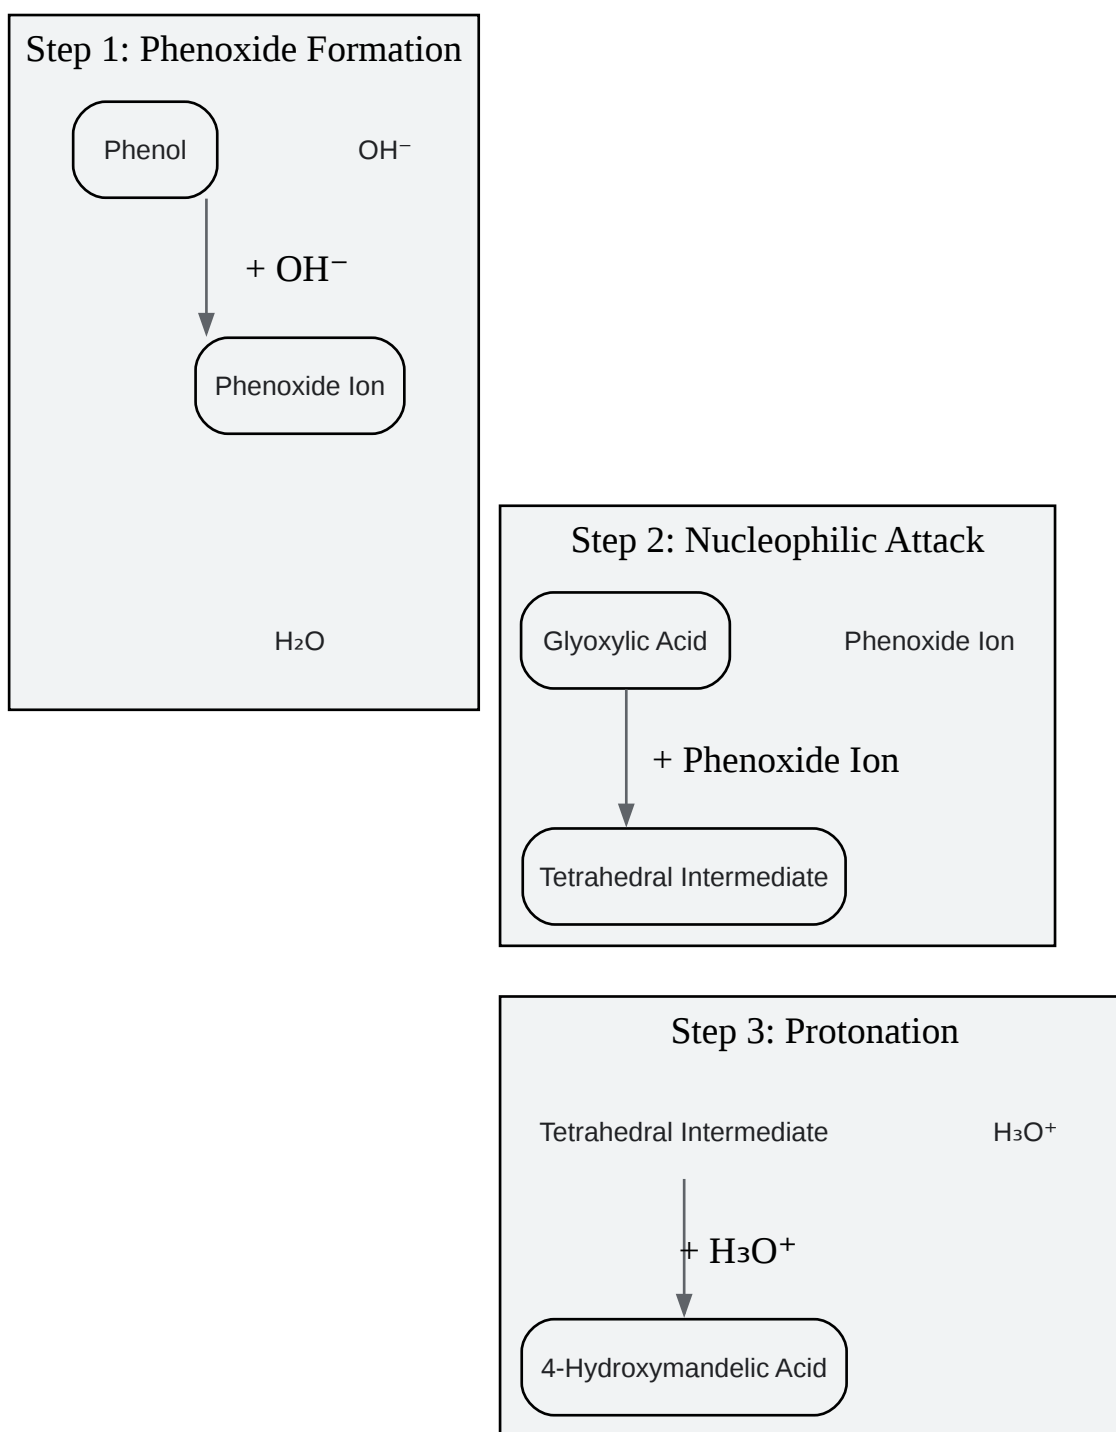 Step 1: Phenoxide Formation
Phenol
OH⁻
+ OH⁻
Phenoxide Ion
H₂O
Step 2: Nucleophilic Attack
Glyoxylic Acid
Phenoxide Ion
+ Phenoxide Ion
Tetrahedral Intermediate
Step 3: Protonation
Tetrahedral Intermediate
H₃O⁺
+ H₃O⁺
4-Hydroxymandelic Acid